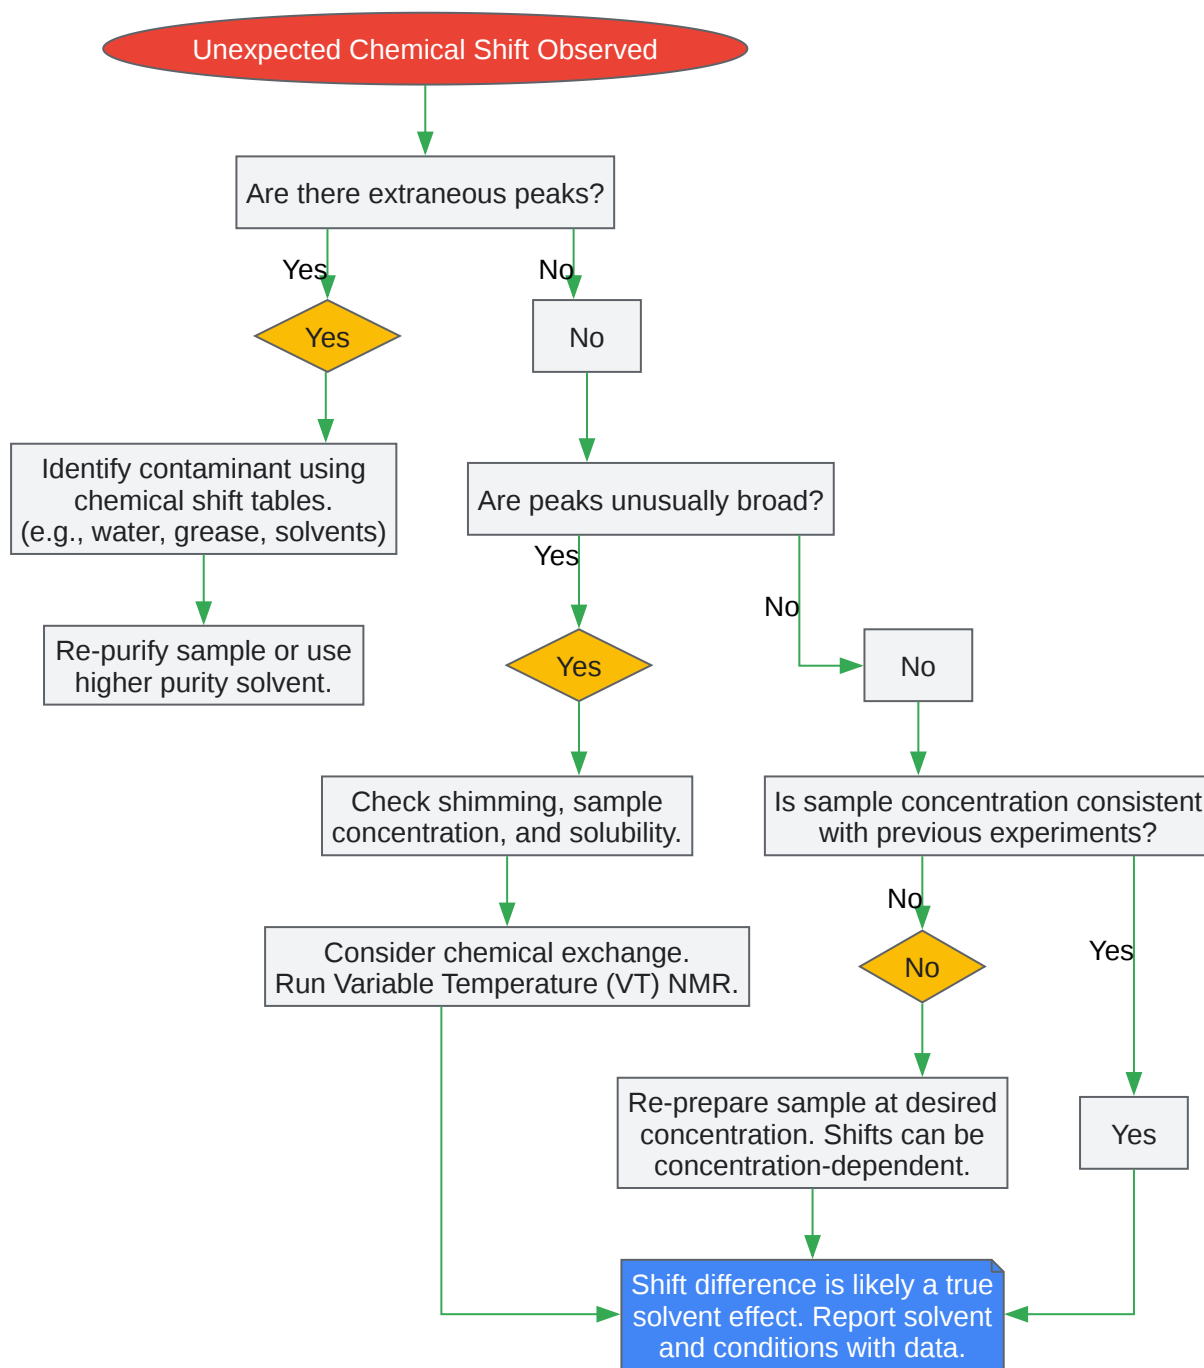 Unexpected Chemical Shift Observed
Are there extraneous peaks?
Yes
No
Yes
No
Identify contaminant using
chemical shift tables.
(e.g., water, grease, solvents)
Are peaks unusually broad?
Yes
No
Re-purify sample or use
higher purity solvent.
Yes
No
Check shimming, sample
concentration, and solubility.
Is sample concentration consistent
with previous experiments?
No
Yes
Consider chemical exchange.
Run Variable Temperature (VT) NMR.
No
Re-prepare sample at desired
concentration. Shifts can be
concentration-dependent.
Yes
Shift difference is likely a true
solvent effect. Report solvent
and conditions with data.